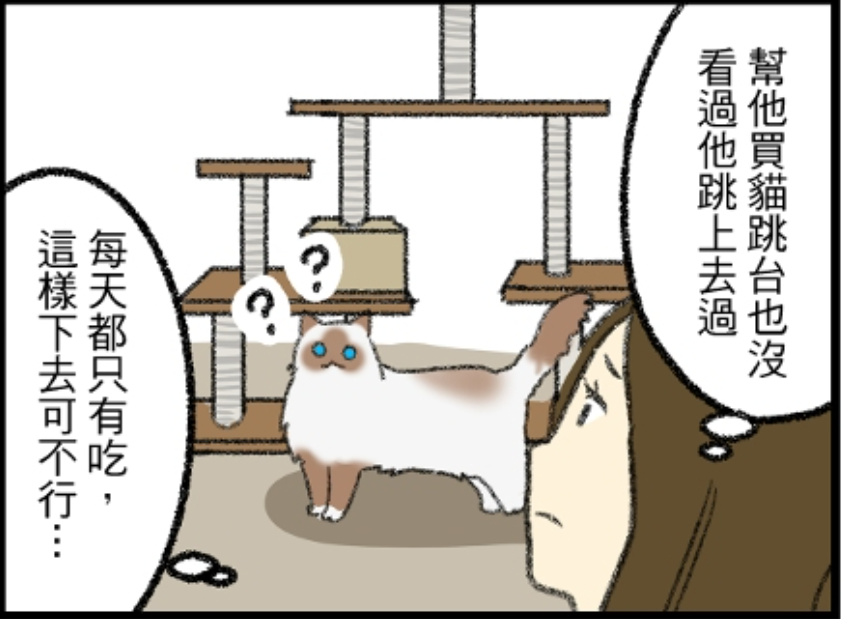 幫他買貓跳台也沒
看過他跳上去過
每天都只有吃，
這樣下去可不行…
?
?